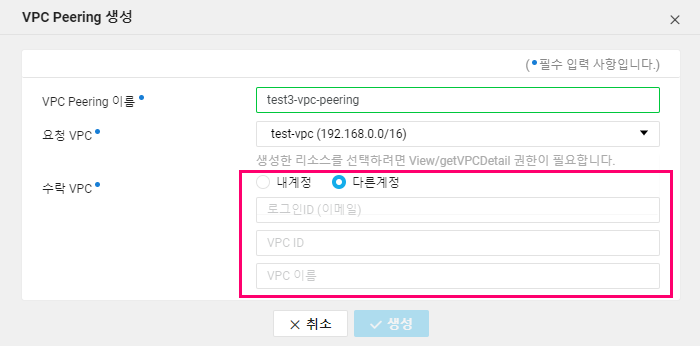 VPC Peering 생성
(•필수 입력 사항입니다.)
VPC Peering 이름•
test3-vpc-peering
요청 VPC•
test-vpc (192.168.0.0/16)
생성한 리소스를 선택하려면 View/getVPCDetail 권한이 필요합니다.
수락 VPC•
내계정 다른계정
로그인ID (이메일)
VPC ID
VPC 이름
취소 생성